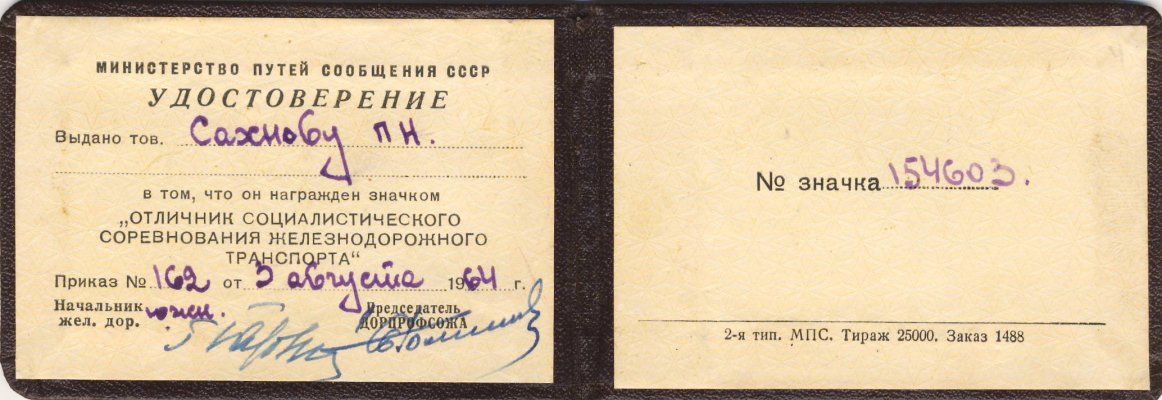 МИНИСТЕРСТВО ПУТЕЙ СООБЩЕНИЯ СССР
УДОСТОВЕРЕНИЕ
Выдано тов. Сахнову П Н.
в том, что он награжден значком
„ОТЛИЧНИК СОЦИАЛИСТИЧЕСКОГО
СОРЕВНОВАНИЯ ЖЕЛЕЗНОДОРОЖНОГО
ТРАНСПОРТА“
Приказ № 162 от 3 августа 1964 г.
Начальник Южн. Председатель
жел. дор. ДОРПРОФСОЖА
№ значка 154603.
2-я тип. МПС. Тираж 25000. Заказ 1488